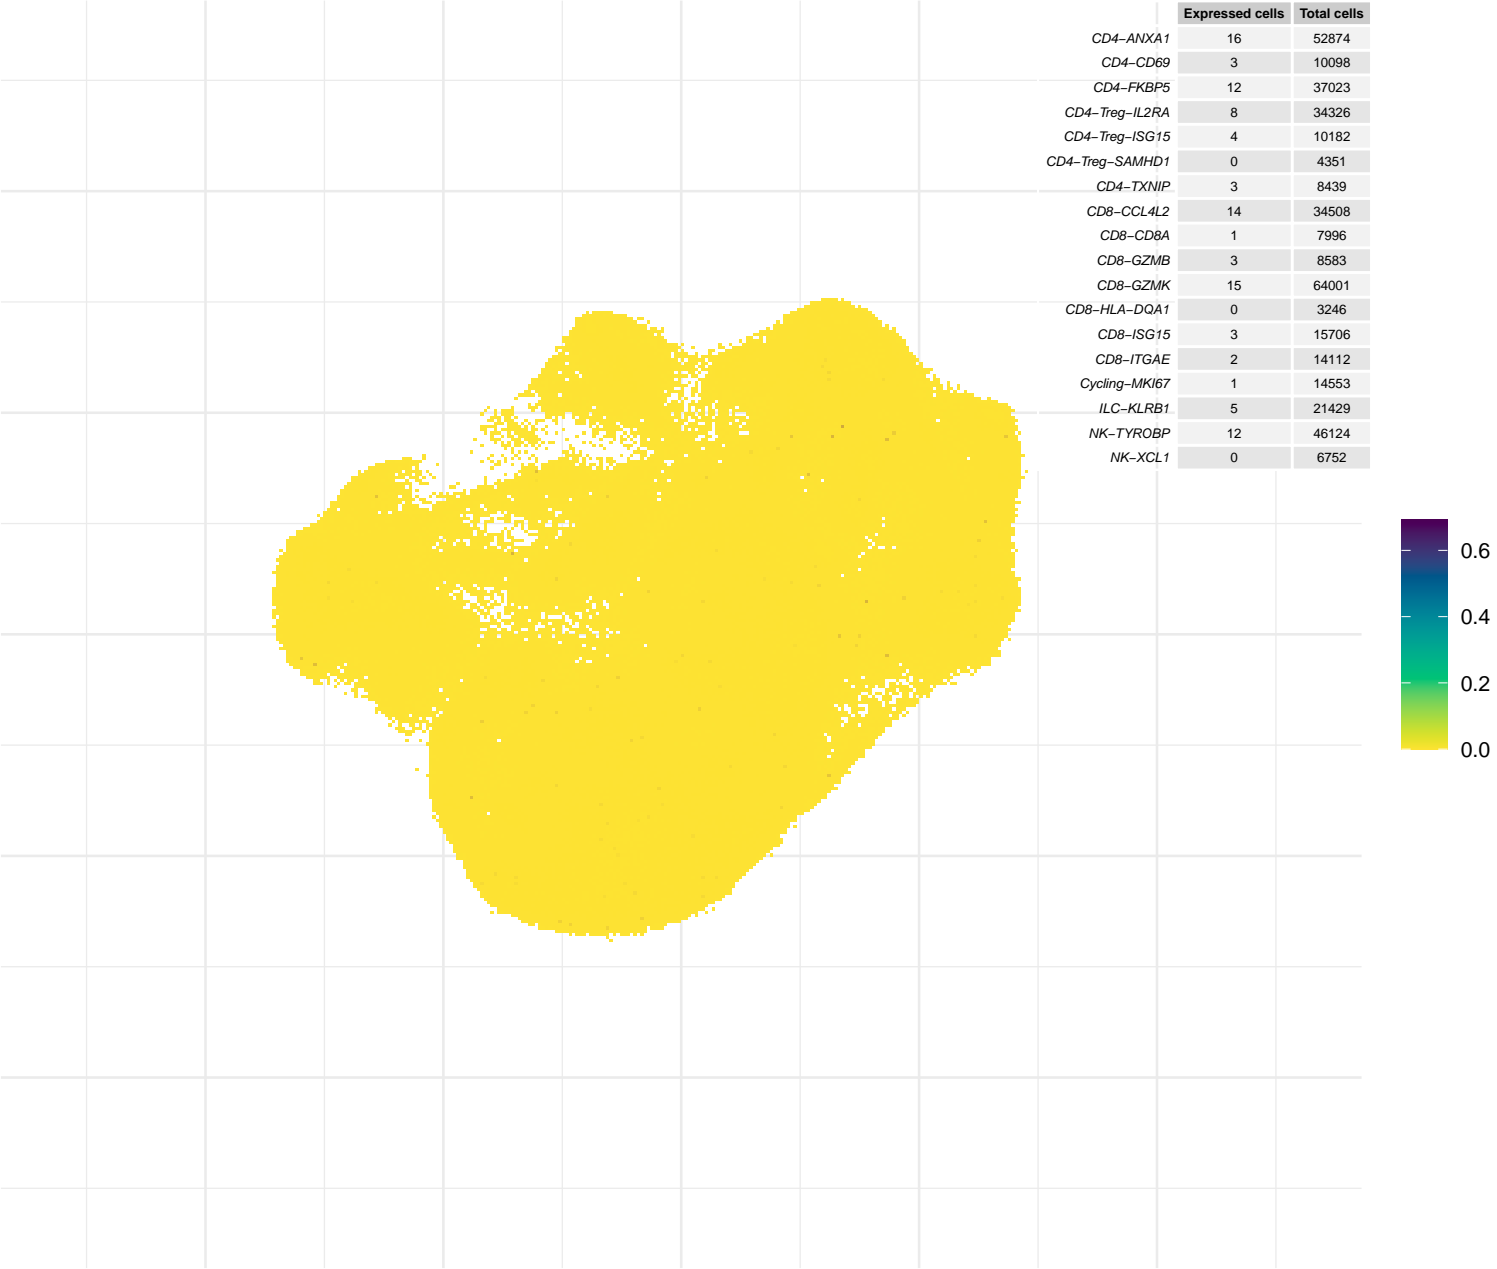 Expressed cells Total cells
CD4−ANXA1 16 52874
CD4−CD69 3 10098
CD4−FKBP5 12 37023
CD4−Treg−IL2RA 8 34326
CD4−Treg−ISG15 4 10182
CD4−Treg−SAMHD1 0 4351
CD4−TXNIP 3 8439
CD8−CCL4L2 14 34508
CD8−CD8A 1 7996
CD8−GZMB 3 8583
CD8−GZMK 15 64001
CD8−HLA−DQA1 0 3246
CD8−ISG15 3 15706
CD8−ITGAE 2 14112
Cycling−MKI67 1 14553
ILC−KLRB1 5 21429
NK−TYROBP 12 46124
NK−XCL1 0 6752
0.6
0.4
0.2
0.0